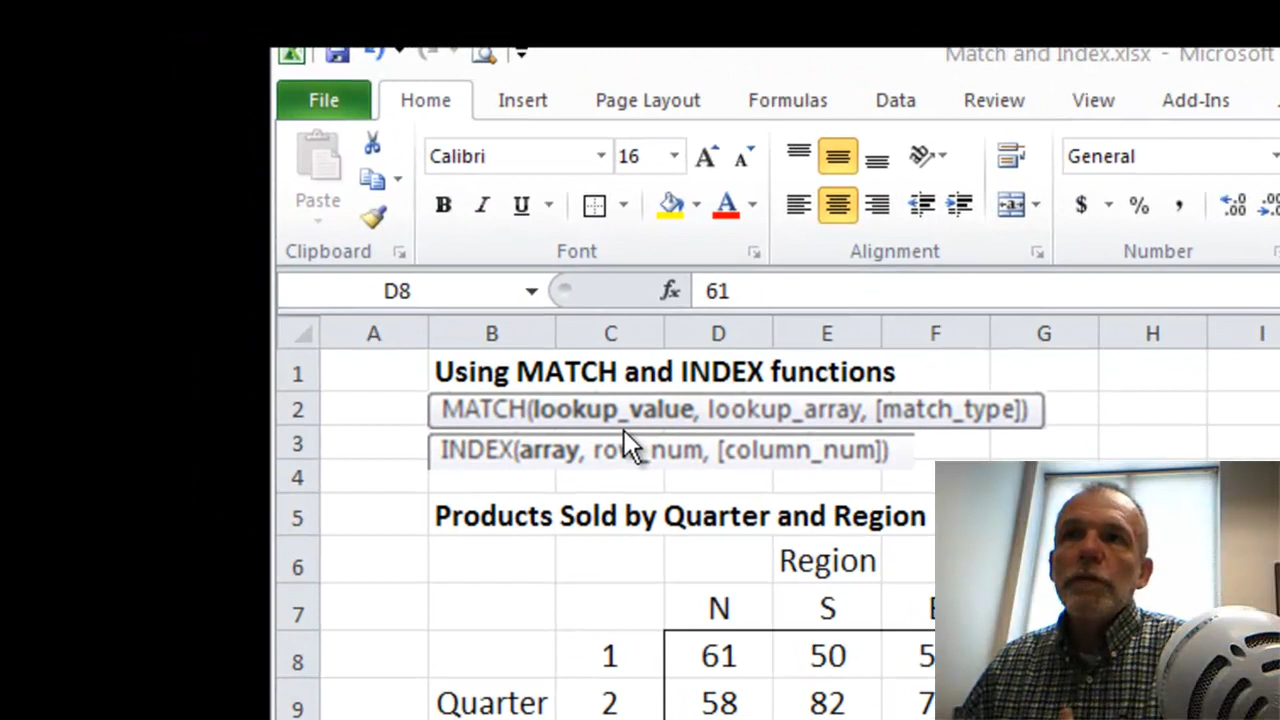 Match and Index.xlsx - Microsoft
File Home Insert Page Layout Formulas Data Review View Add-Ins
Calibri 16 General
Paste B I U A $ % , .00
Clipboard Font Alignment Number
D8 fx 61
A B C D E F G H I
1 Using MATCH and INDEX functions
2 MATCH(lookup_value, lookup_array, [match_type])
3 INDEX(array, row_num, [column_num])
4
5 Products Sold by Quarter and Region
6 Region
7 N S
8 1 61 50
9 Quarter 2 58 82